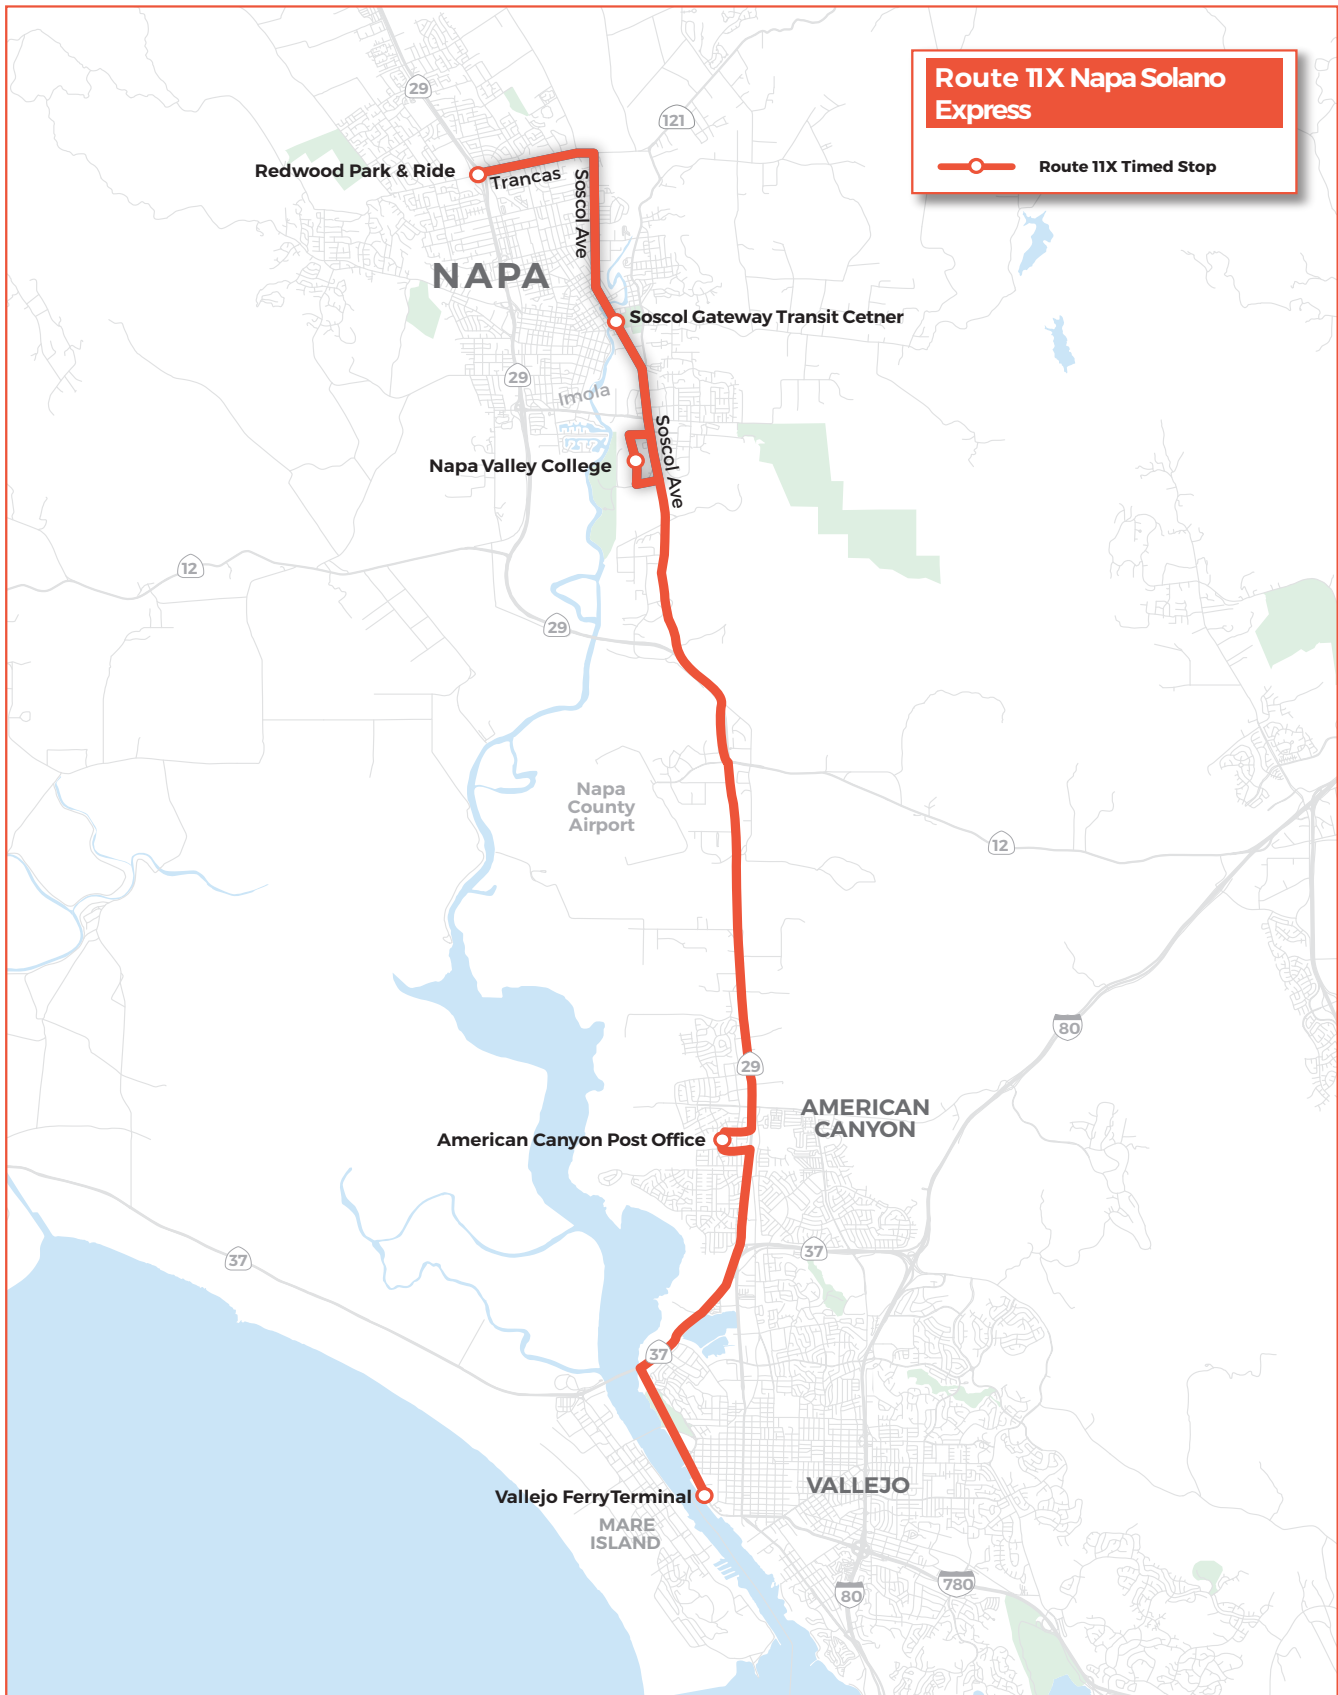 Route 11X Napa Solano
Express
Route 11X Timed Stop
29
121
Redwood Park & Ride
Trancas
Soscol Ave
NAPA
Soscol Gateway Transit Cetner
29
Imola
Soscol Ave
Napa Valley College
12
29
Napa
County
Airport
12
80
29
AMERICAN
CANYON
American Canyon Post Office
37
37
37
VALLEJO
Vallejo FerryTerminal
MARE
ISLAND
780
80